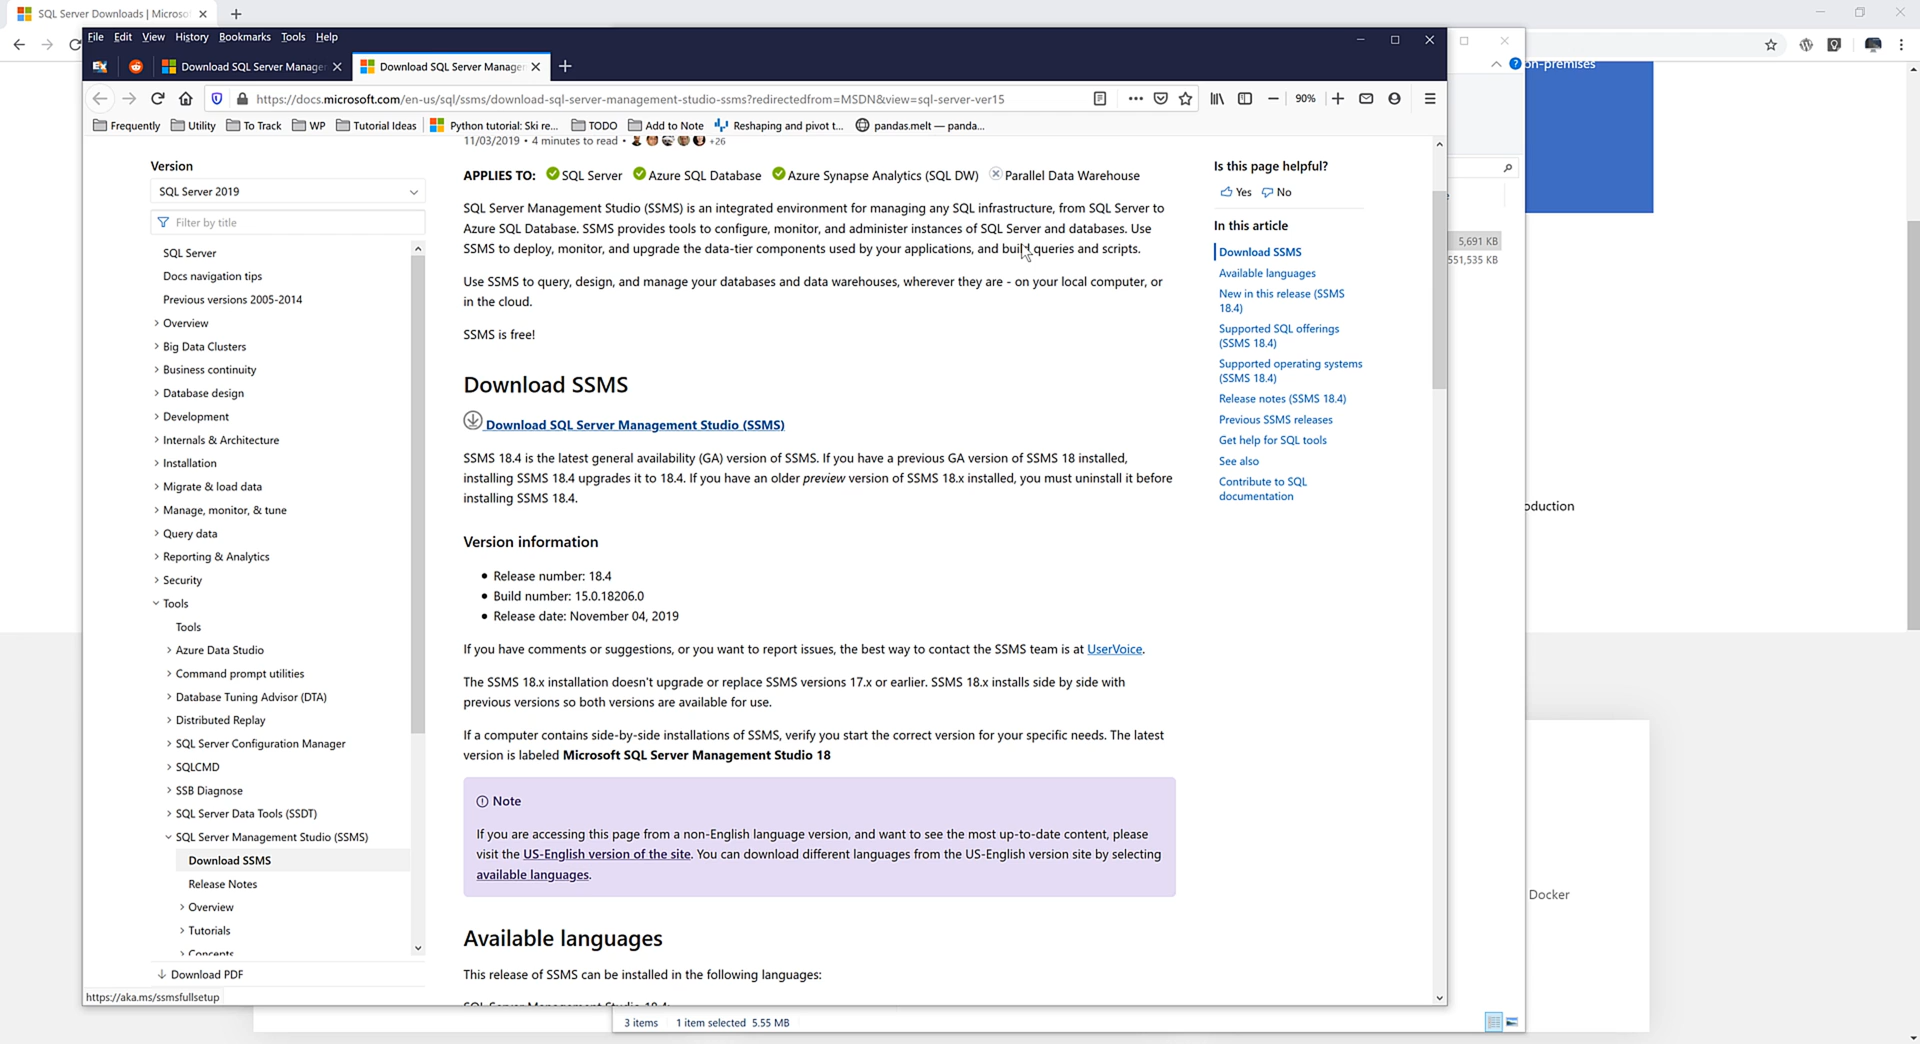 SQL Server Downloads | Microso
File Edit View History Bookmarks Tools Help
Download SQL Server Manage
Download SQL Server Manage
https://docs.microsoft.com/en-us/sql/ssms/download-sql-server-management-studio-ssms?redirectedfrom=MSDN&view=sql-server-ver15
90%
Frequently Utility To Track WP Tutorial Ideas Python tutorial: Ski re... TODO Add to Note Reshaping and pivot t... pandas.melt — panda...
11/03/2019 • 4 minutes to read • +26
Version
SQL Server 2019
Filter by title
SQL Server
Docs navigation tips
Previous versions 2005-2014
Overview
Big Data Clusters
Business continuity
Database design
Development
Internals & Architecture
Installation
Migrate & load data
Manage, monitor, & tune
Query data
Reporting & Analytics
Security
Tools
Tools
Azure Data Studio
Command prompt utilities
Database Tuning Advisor (DTA)
Distributed Replay
SQL Server Configuration Manager
SQLCMD
SSB Diagnose
SQL Server Data Tools (SSDT)
SQL Server Management Studio (SSMS)
Download SSMS
Release Notes
Overview
Tutorials
Concepts
Download PDF
https://aka.ms/ssmsfullsetup
APPLIES TO: SQL Server Azure SQL Database Azure Synapse Analytics (SQL DW) Parallel Data Warehouse
SQL Server Management Studio (SSMS) is an integrated environment for managing any SQL infrastructure, from SQL Server to
Azure SQL Database. SSMS provides tools to configure, monitor, and administer instances of SQL Server and databases. Use
SSMS to deploy, monitor, and upgrade the data-tier components used by your applications, and build queries and scripts.
Use SSMS to query, design, and manage your databases and data warehouses, wherever they are - on your local computer, or
in the cloud.
SSMS is free!
Download SSMS
Download SQL Server Management Studio (SSMS)
SSMS 18.4 is the latest general availability (GA) version of SSMS. If you have a previous GA version of SSMS 18 installed,
installing SSMS 18.4 upgrades it to 18.4. If you have an older preview version of SSMS 18.x installed, you must uninstall it before
installing SSMS 18.4.
Version information
• Release number: 18.4
• Build number: 15.0.18206.0
• Release date: November 04, 2019
If you have comments or suggestions, or you want to report issues, the best way to contact the SSMS team is at UserVoice.
The SSMS 18.x installation doesn't upgrade or replace SSMS versions 17.x or earlier. SSMS 18.x installs side by side with
previous versions so both versions are available for use.
If a computer contains side-by-side installations of SSMS, verify you start the correct version for your specific needs. The latest
version is labeled Microsoft SQL Server Management Studio 18
Note
If you are accessing this page from a non-English language version, and want to see the most up-to-date content, please
visit the US-English version of the site. You can download different languages from the US-English version site by selecting
available languages.
Available languages
This release of SSMS can be installed in the following languages:
SQL Server Management Studio 18.4:
Is this page helpful?
Yes No
In this article
Download SSMS
Available languages
New in this release (SSMS
18.4)
Supported SQL offerings
(SSMS 18.4)
Supported operating systems
(SSMS 18.4)
Release notes (SSMS 18.4)
Previous SSMS releases
Get help for SQL tools
See also
Contribute to SQL
documentation
on-premises
5,691 KB
551,535 KB
oduction
Docker
3 items 1 item selected 5.55 MB